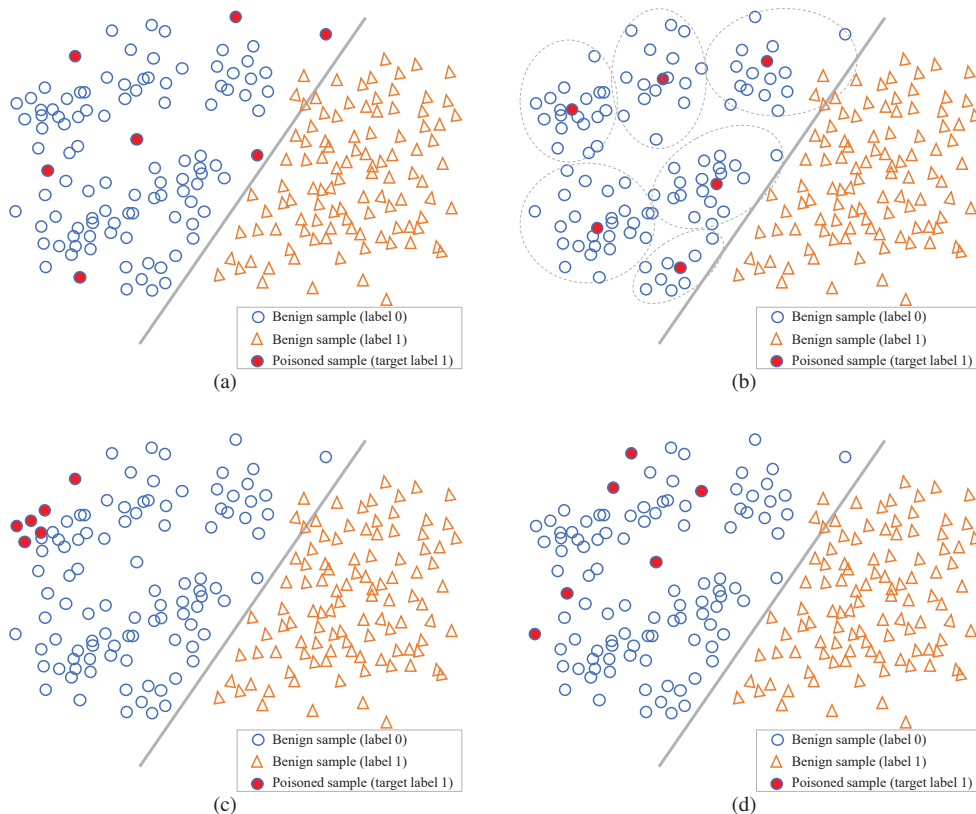 Benign sample (label 0)
Benign sample (label 1)
Poisoned sample (target label 1)
(a)
Benign sample (label 0)
Benign sample (label 1)
Poisoned sample (target label 1)
(b)
Benign sample (label 0)
Benign sample (label 1)
Poisoned sample (target label 1)
(c)
Benign sample (label 0)
Benign sample (label 1)
Poisoned sample (target label 1)
(d)